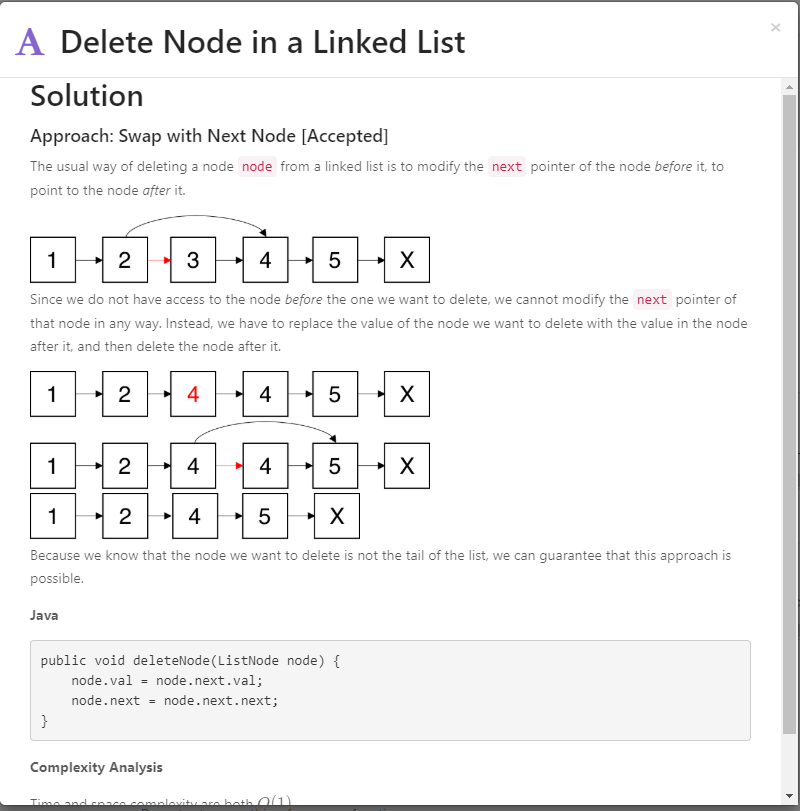 A Delete Node in a Linked List ×
Solution
Approach: Swap with Next Node [Accepted]
The usual way of deleting a node node from a linked list is to modify the next pointer of the node before it, to
point to the node after it.
1 2 3 4 5 X
Since we do not have access to the node before the one we want to delete, we cannot modify the next pointer of
that node in any way. Instead, we have to replace the value of the node we want to delete with the value in the node
after it, and then delete the node after it.
1 2 4 4 5 X
1 2 4 4 5 X
1 2 4 5 X
Because we know that the node we want to delete is not the tail of the list, we can guarantee that this approach is
possible.
Java
public void deleteNode(ListNode node) {
    node.val = node.next.val;
    node.next = node.next.next;
}
Complexity Analysis
Time and space complexity are both O(1)